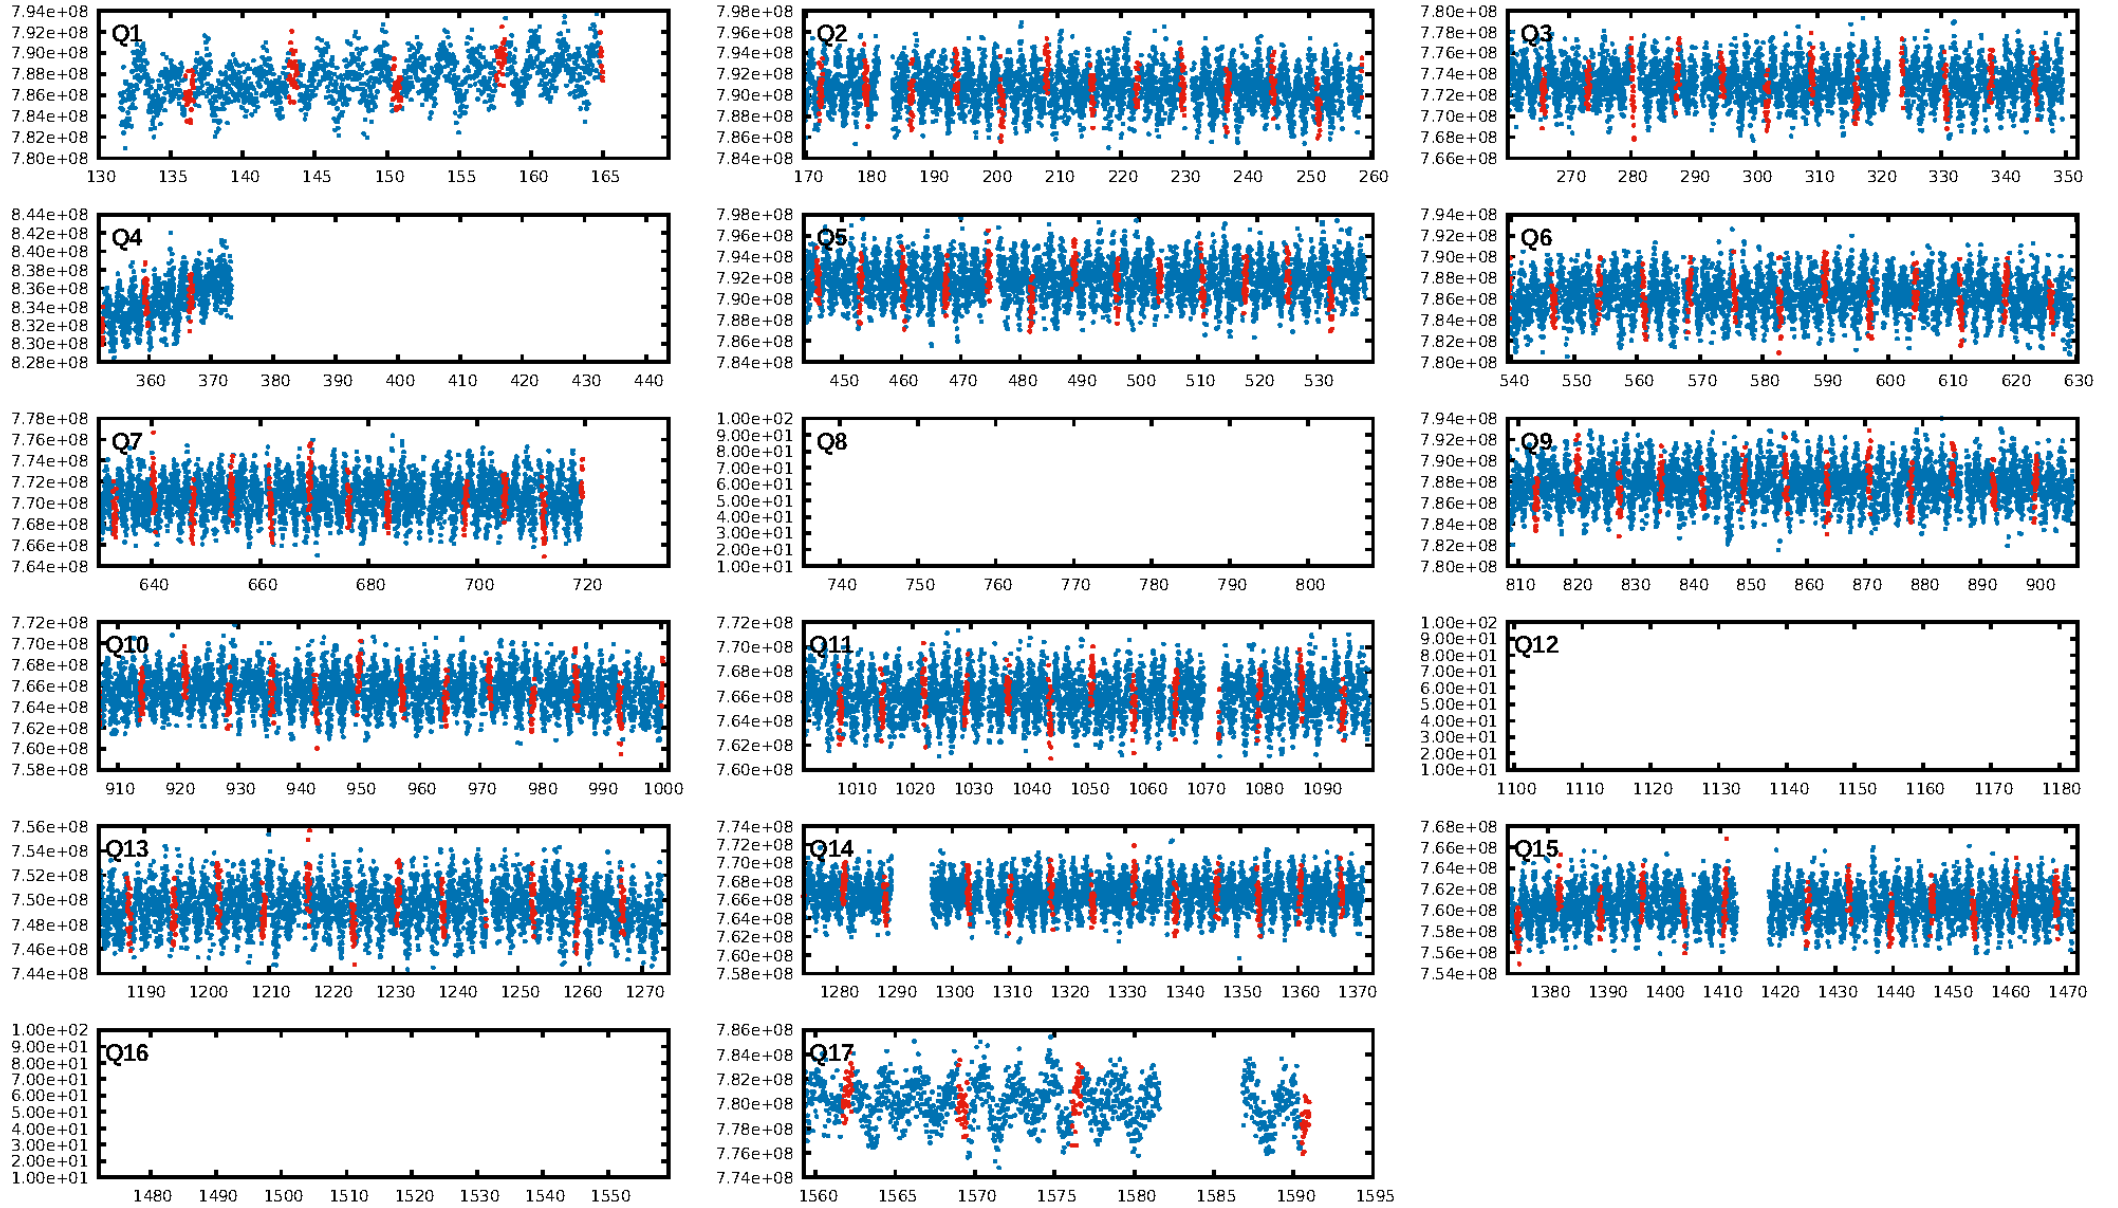 7.94e+08
7.92e+08
7.90e+08
7.88e+08
7.86e+08
7.84e+08
7.82e+08
7.80e+08
Q1
130 135 140 145 150 155 160 165
7.98e+08
7.96e+08
7.94e+08
7.92e+08
7.90e+08
7.88e+08
7.86e+08
7.84e+08
Q2
170 180 190 200 210 220 230 240 250 260
7.80e+08
7.78e+08
7.76e+08
7.74e+08
7.72e+08
7.70e+08
7.68e+08
7.66e+08
Q3
270 280 290 300 310 320 330 340 350
8.44e+08
8.42e+08
8.40e+08
8.38e+08
8.36e+08
8.34e+08
8.32e+08
8.30e+08
8.28e+08
Q4
360 370 380 390 400 410 420 430 440
7.98e+08
7.96e+08
7.94e+08
7.92e+08
7.90e+08
7.88e+08
7.86e+08
7.84e+08
Q5
450 460 470 480 490 500 510 520 530
7.94e+08
7.92e+08
7.90e+08
7.88e+08
7.86e+08
7.84e+08
7.82e+08
7.80e+08
Q6
540 550 560 570 580 590 600 610 620 630
7.78e+08
7.76e+08
7.74e+08
7.72e+08
7.70e+08
7.68e+08
7.66e+08
7.64e+08
Q7
640 660 680 700 720
1.00e+02
9.00e+01
8.00e+01
7.00e+01
6.00e+01
5.00e+01
4.00e+01
3.00e+01
2.00e+01
1.00e+01
Q8
740 750 760 770 780 790 800
7.94e+08
7.92e+08
7.90e+08
7.88e+08
7.86e+08
7.84e+08
7.82e+08
7.80e+08
Q9
810 820 830 840 850 860 870 880 890 900
7.72e+08
7.70e+08
7.68e+08
7.66e+08
7.64e+08
7.62e+08
7.60e+08
7.58e+08
Q10
910 920 930 940 950 960 970 980 990 1000
7.72e+08
7.70e+08
7.68e+08
7.66e+08
7.64e+08
7.62e+08
7.60e+08
Q11
1010 1020 1030 1040 1050 1060 1070 1080 1090
1.00e+02
9.00e+01
8.00e+01
7.00e+01
6.00e+01
5.00e+01
4.00e+01
3.00e+01
2.00e+01
1.00e+01
Q12
1100 1110 1120 1130 1140 1150 1160 1170 1180
7.56e+08
7.54e+08
7.52e+08
7.50e+08
7.48e+08
7.46e+08
7.44e+08
Q13
1190 1200 1210 1220 1230 1240 1250 1260 1270
7.74e+08
7.72e+08
7.70e+08
7.68e+08
7.66e+08
7.64e+08
7.62e+08
7.60e+08
7.58e+08
Q14
1280 1290 1300 1310 1320 1330 1340 1350 1360 1370
7.68e+08
7.66e+08
7.64e+08
7.62e+08
7.60e+08
7.58e+08
7.56e+08
7.54e+08
Q15
1380 1390 1400 1410 1420 1430 1440 1450 1460 1470
1.00e+02
9.00e+01
8.00e+01
7.00e+01
6.00e+01
5.00e+01
4.00e+01
3.00e+01
2.00e+01
1.00e+01
Q16
1480 1490 1500 1510 1520 1530 1540 1550
7.86e+08
7.84e+08
7.82e+08
7.80e+08
7.78e+08
7.76e+08
7.74e+08
Q17
1560 1565 1570 1575 1580 1585 1590 1595